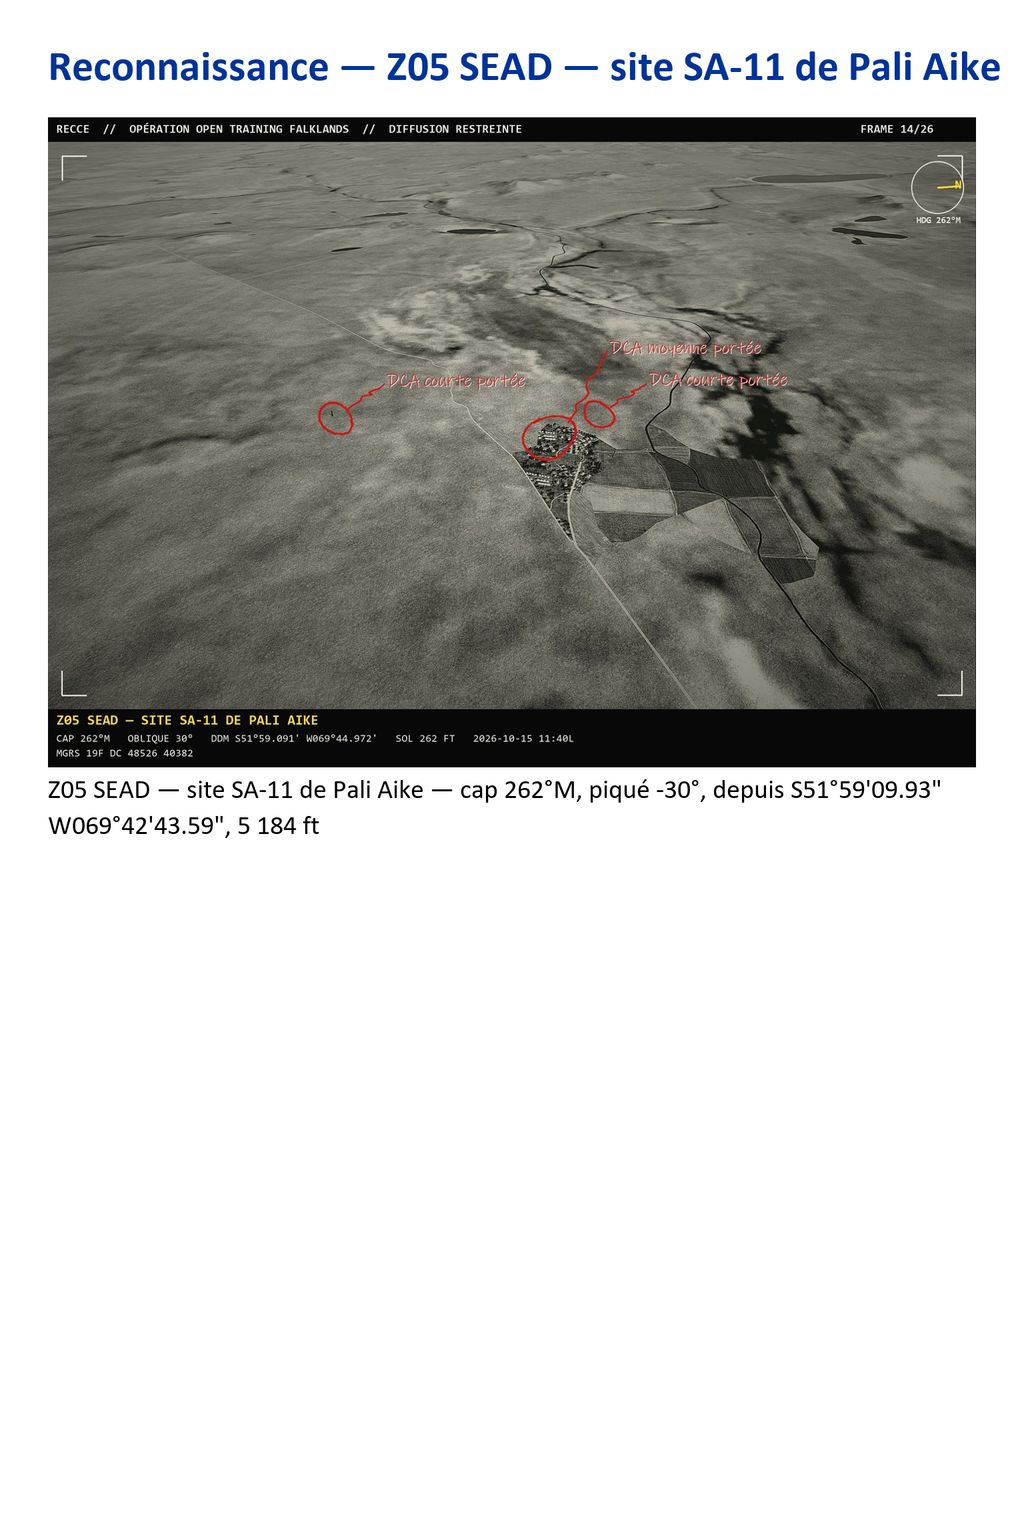 Reconnaissance — Z05 SEAD — site SA-11 de Pali Aike
RECCE // OPÉRATION OPEN TRAINING FALKLANDS // DIFFUSION RESTREINTE FRAME 14/26
N
HDG 262°M
DCA moyenne portée
DCA courte portée
DCA courte portée
Z05 SEAD — SITE SA-11 DE PALI AIKE
CAP 262°M OBLIQUE 30° DDM S51°59.091' W069°44.972' SOL 262 FT 2026-10-15 11:40L
MGRS 19F DC 48526 40382
Z05 SEAD — site SA-11 de Pali Aike — cap 262°M, piqué -30°, depuis S51°59'09.93"
W069°42'43.59", 5 184 ft